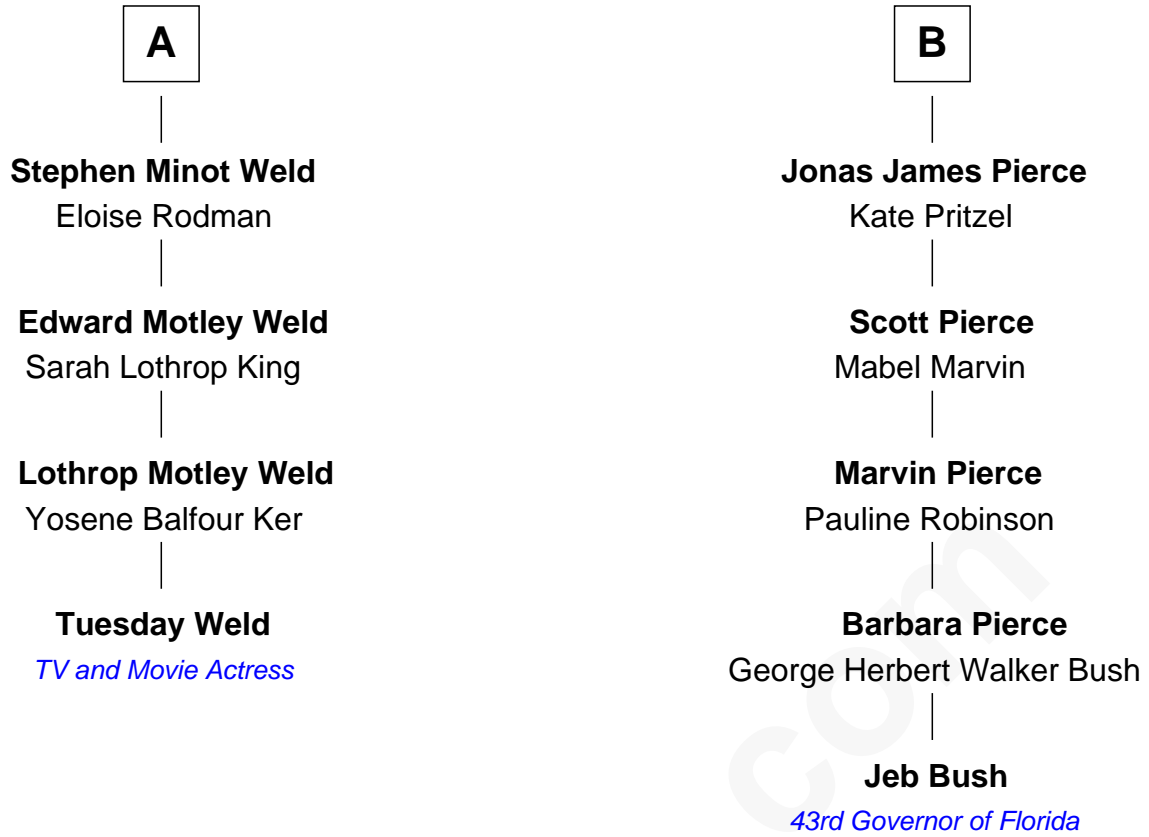 A
Stephen Minot Weld
Eloise Rodman
Edward Motley Weld
Sarah Lothrop King
Lothrop Motley Weld
Yosene Balfour Ker
Tuesday Weld
TV and Movie Actress
B
Jonas James Pierce
Kate Pritzel
Scott Pierce
Mabel Marvin
Marvin Pierce
Pauline Robinson
Barbara Pierce
George Herbert Walker Bush
Jeb Bush
43rd Governor of Florida
com